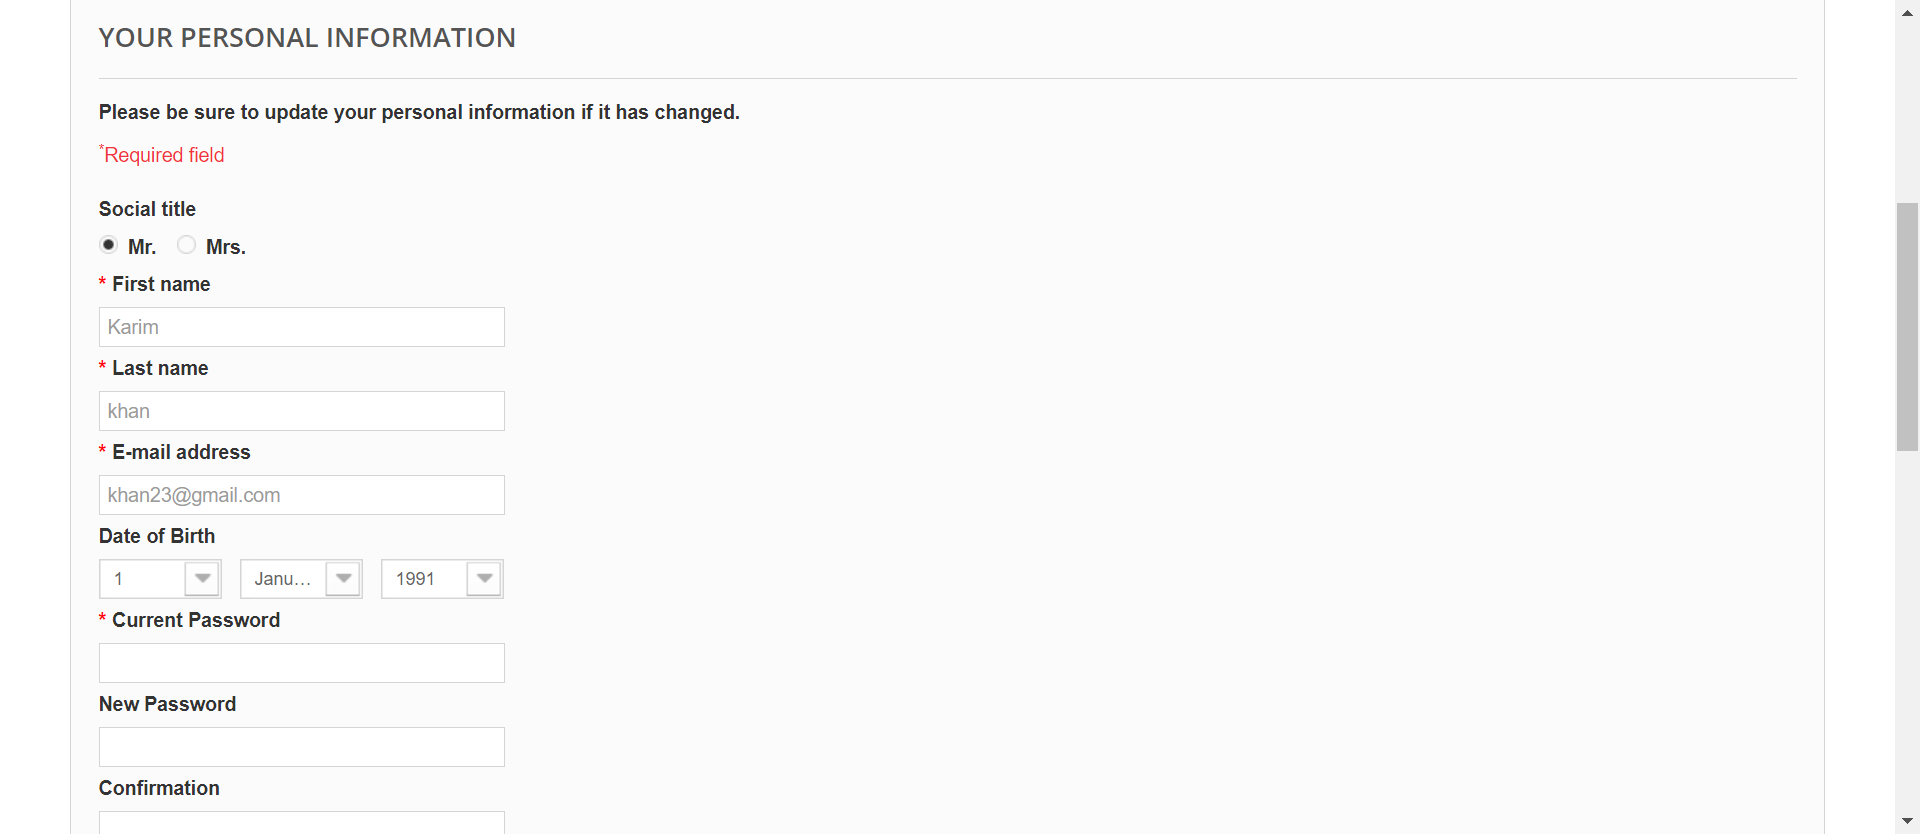 YOUR PERSONAL INFORMATION
Please be sure to update your personal information if it has changed.
*Required field
Social title
Mr. Mrs.
* First name
Karim
* Last name
khan
* E-mail address
khan23@gmail.com
Date of Birth
1 Janu... 1991
* Current Password
New Password
Confirmation